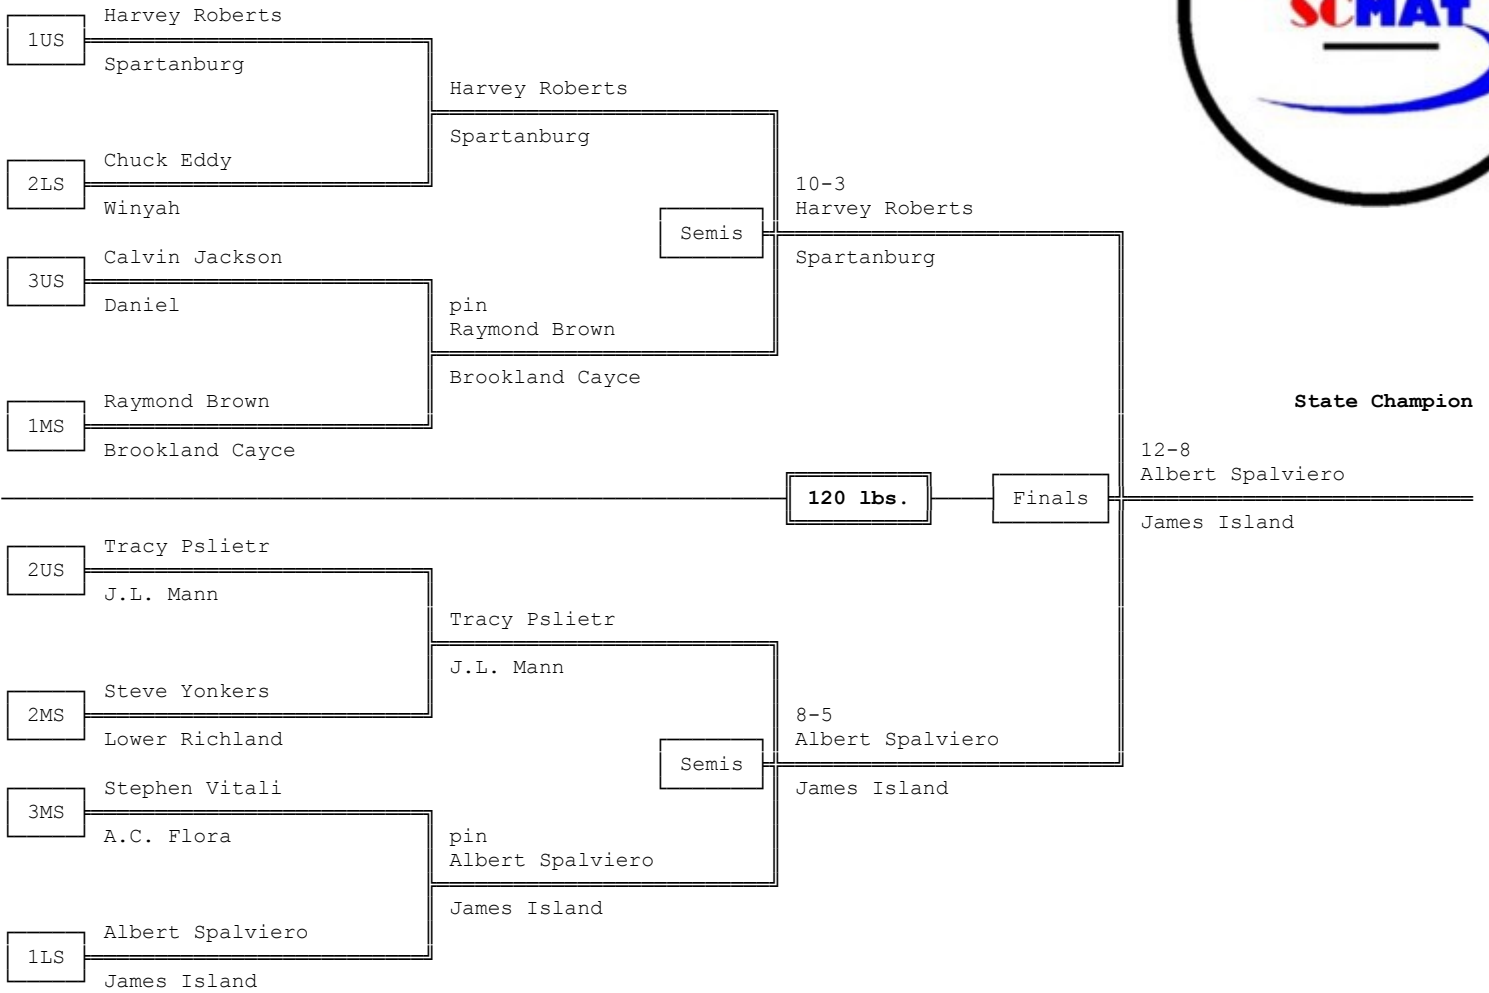 Harvey Roberts
1US
Spartanburg
Harvey Roberts
Spartanburg
Chuck Eddy
2LS
Winyah
10-3
Harvey Roberts
Semis
Spartanburg
Calvin Jackson
3US
Daniel
pin
Raymond Brown
Brookland Cayce
Raymond Brown
1MS
Brookland Cayce
SCMAT
State Champion
12-8
Albert Spalviero
120 lbs.
Finals
James Island
Tracy Pslietr
2US
J.L. Mann
Tracy Pslietr
J.L. Mann
Steve Yonkers
2MS
Lower Richland
8-5
Albert Spalviero
Semis
James Island
Stephen Vitali
3MS
A.C. Flora
pin
Albert Spalviero
James Island
Albert Spalviero
1LS
James Island